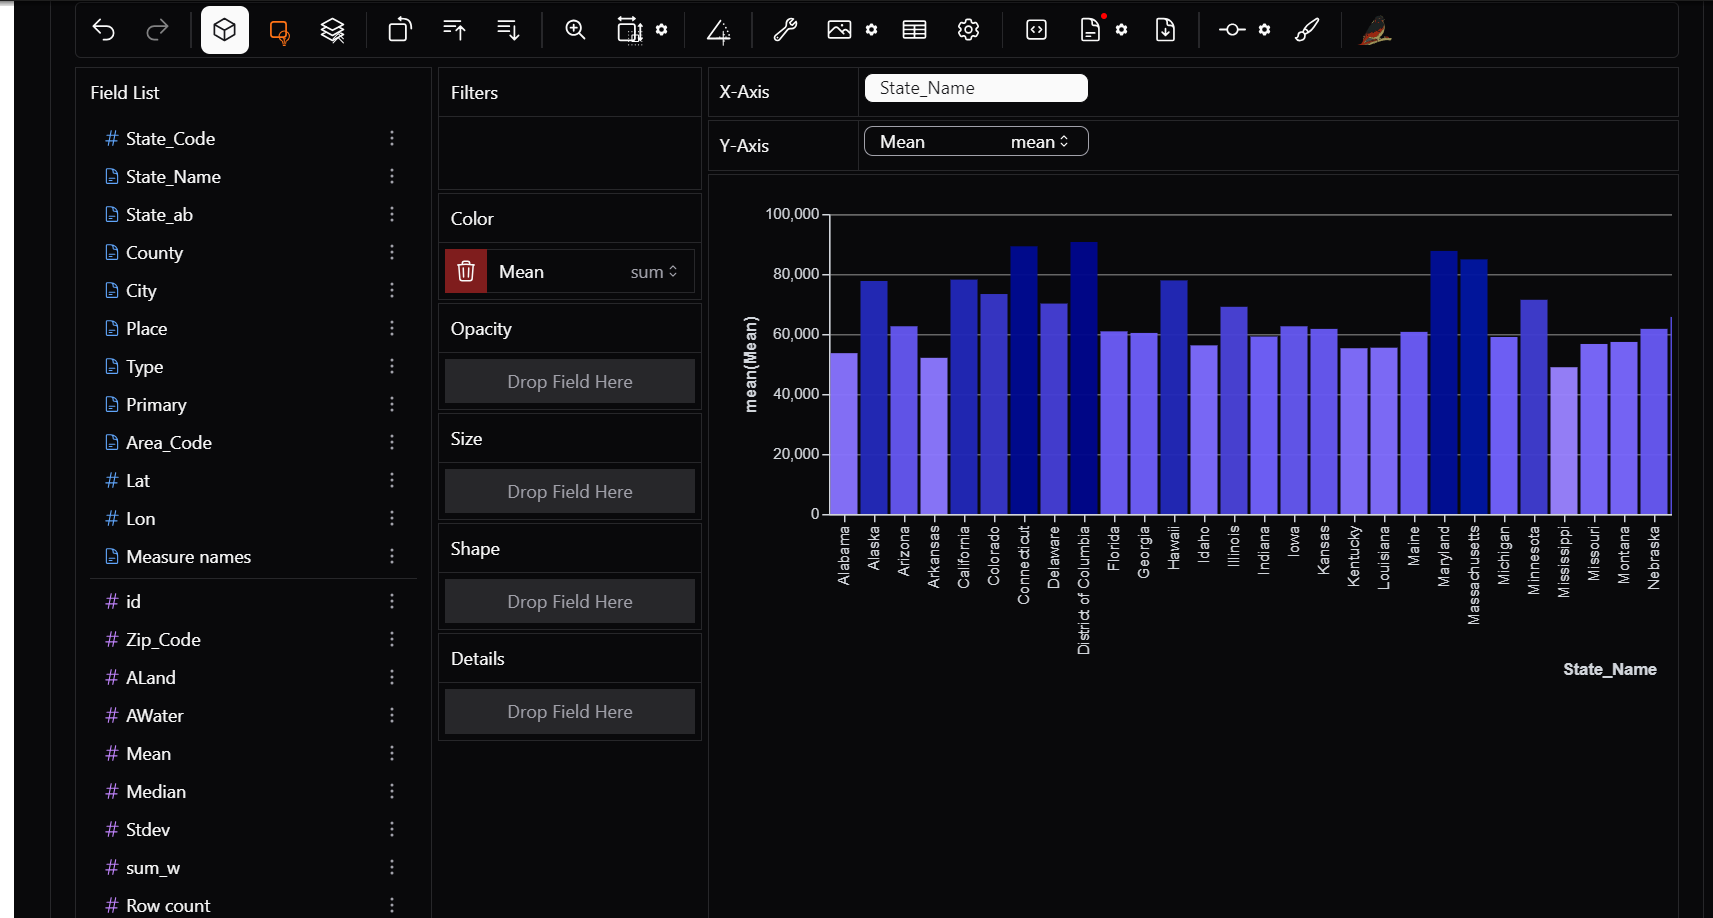 Field List
State_Code
State_Name
State_ab
County
City
Place
Type
Primary
Area_Code
Lat
Lon
Measure names
id
Zip_Code
ALand
AWater
Mean
Median
Stdev
sum_w
Row count
Filters
Color
Mean sum
Opacity
Drop Field Here
Size
Drop Field Here
Shape
Drop Field Here
Details
Drop Field Here
X-Axis State_Name
Y-Axis Mean mean
mean(Mean)
100,000
80,000
60,000
40,000
20,000
0
Alabama
Alaska
Arizona
Arkansas
California
Colorado
Connecticut
Delaware
District of Columbia
Florida
Georgia
Hawaii
Idaho
Illinois
Indiana
Iowa
Kansas
Kentucky
Louisiana
Maine
Maryland
Massachusetts
Michigan
Minnesota
Mississippi
Missouri
Montana
Nebraska
State_Name